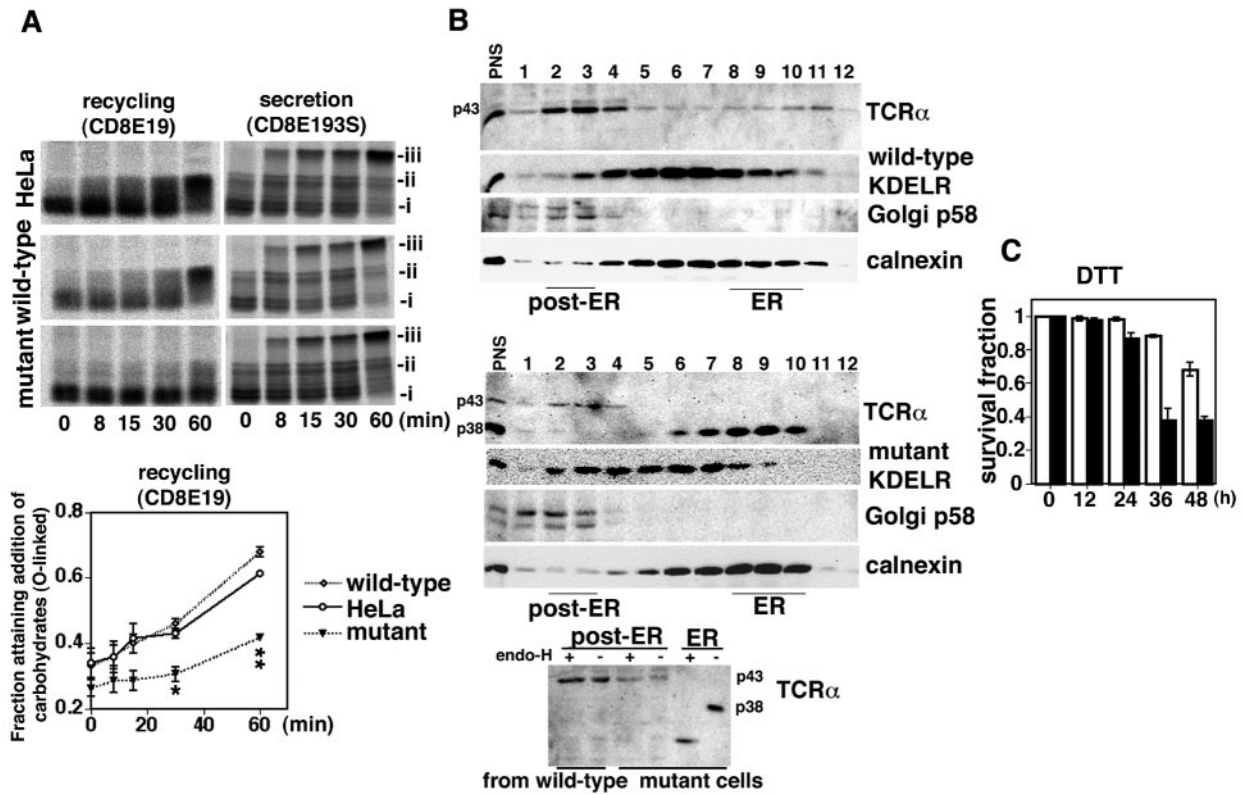 A
recycling
(CD8E19)
secretion
(CD8E193S)
HeLa
-iii
-ii
-i
wild-type
-iii
-ii
-i
mutant
-iii
-ii
-i
0 8 15 30 60 0 8 15 30 60 (min)
recycling
(CD8E19)
Fraction attaining addition of
carbohydrates (O-linked)
0.8
0.6
0.4
0.2
0 20 40 60 (min)
*
*
*
wild-type
HeLa
mutant
B
PNS 1 2 3 4 5 6 7 8 9 10 11 12
p43
TCRα
wild-type
KDELR
Golgi p58
calnexin
post-ER ER
PNS 1 2 3 4 5 6 7 8 9 10 11 12
p43
p38
TCRα
mutant
KDELR
Golgi p58
calnexin
post-ER ER
post-ER ER
endo-H + - + - + -
p43
p38
TCRα
from wild-type mutant cells
C
DTT
survival fraction
1
0.8
0.6
0.4
0.2
0
0 12 24 36 48 (h)